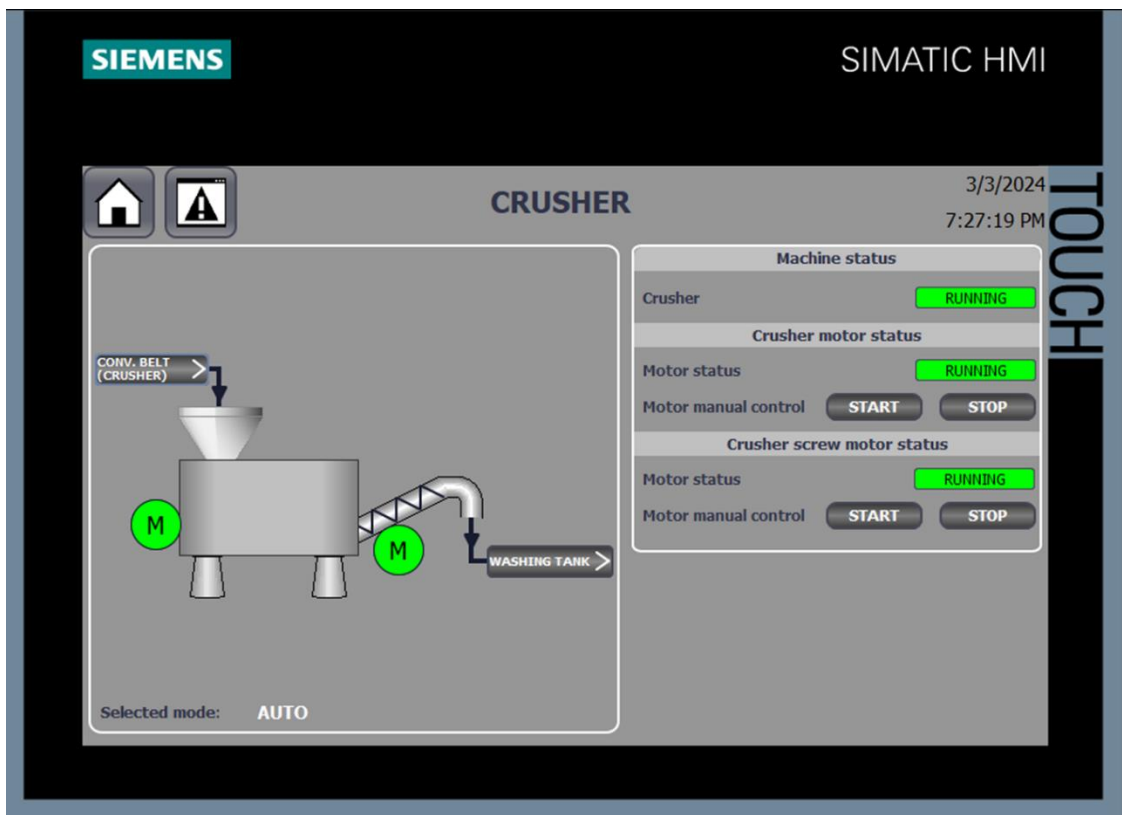 SIEMENS
SIMATIC HMI
TOUCH
CRUSHER
3/3/2024
7:27:19 PM
CONV. BELT
(CRUSHER)
M
M
WASHING TANK
Selected mode: AUTO
Machine status
Crusher RUNNING
Crusher motor status
Motor status RUNNING
Motor manual control START STOP
Crusher screw motor status
Motor status RUNNING
Motor manual control START STOP